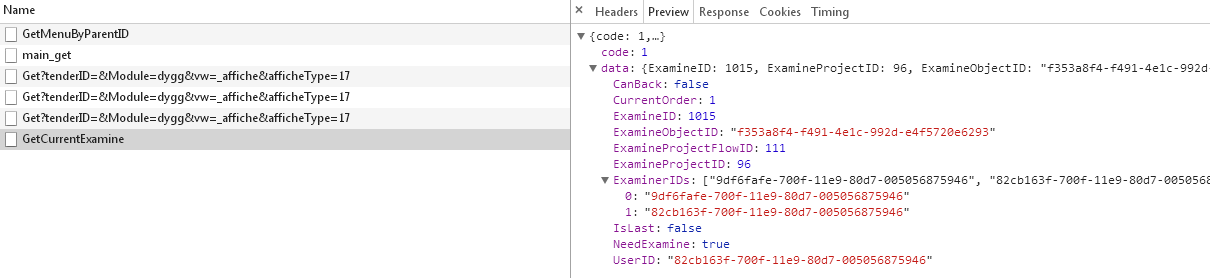 Name
GetMenuByParentID
main_get
Get?tenderID=&Module=dygg&vw=_affiche&afficheType=17
Get?tenderID=&Module=dygg&vw=_affiche&afficheType=17
Get?tenderID=&Module=dygg&vw=_affiche&afficheType=17
GetCurrentExamine
× Headers Preview Response Cookies Timing
▼{code: 1,…}
code: 1
▼data: {ExamineID: 1015, ExamineProjectID: 96, ExamineObjectID: "f353a8f4-f491-4e1c-992d-
CanBack: false
CurrentOrder: 1
ExamineID: 1015
ExamineObjectID: "f353a8f4-f491-4e1c-992d-e4f5720e6293"
ExamineProjectFlowID: 111
ExamineProjectID: 96
▼ExaminerIDs: ["9df6fafe-700f-11e9-80d7-005056875946", "82cb163f-700f-11e9-80d7-0050568
0: "9df6fafe-700f-11e9-80d7-005056875946"
1: "82cb163f-700f-11e9-80d7-005056875946"
IsLast: false
NeedExamine: true
UserID: "82cb163f-700f-11e9-80d7-005056875946"